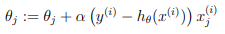 θ_j := θ_j + α (y^{(i)} − h_θ(x^{(i)})) x_j^{(i)}